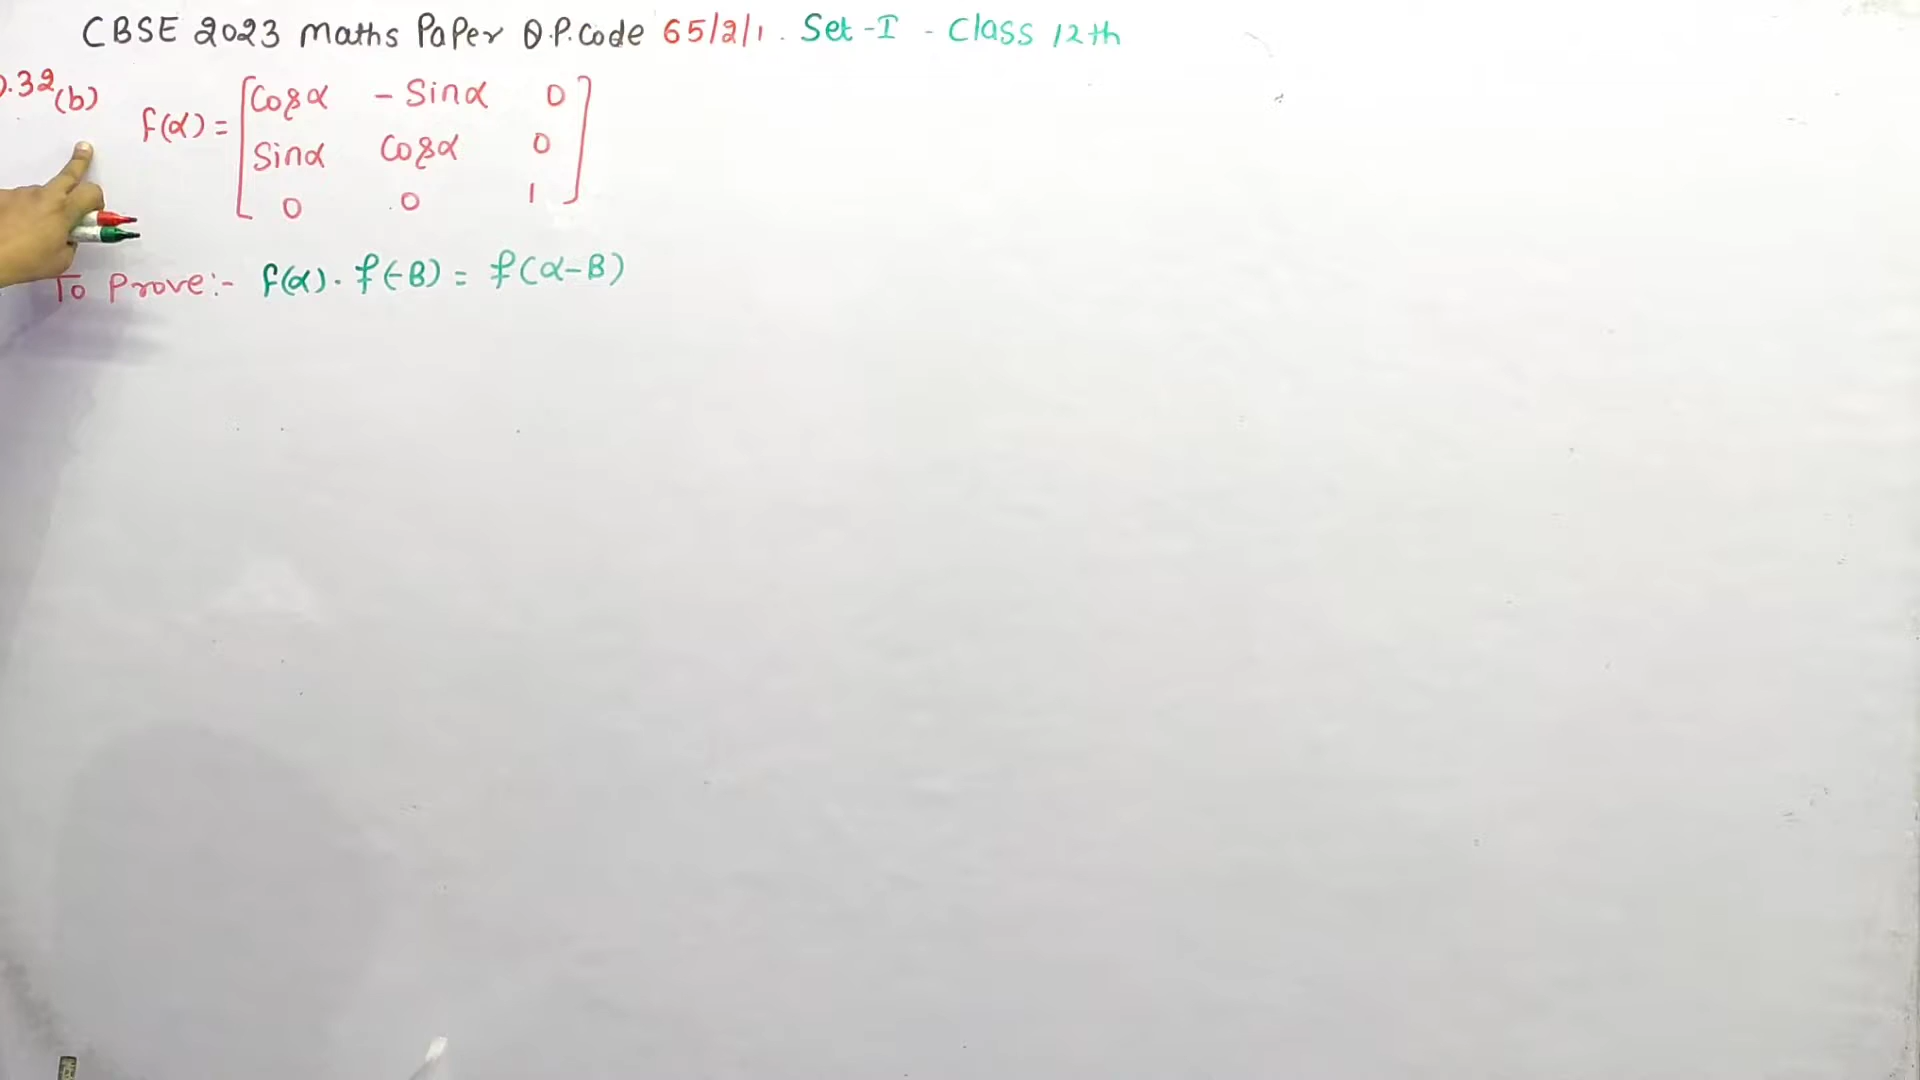 CBSE 2023 Maths Paper Q.P.Code 65/2/1. Set-I - Class 12th
.32(b)
f(α) = [Cosα -Sinα 0
Sinα Cosα 0
0 0 1]
To Prove:- f(α). f(-B) = f(α-B)